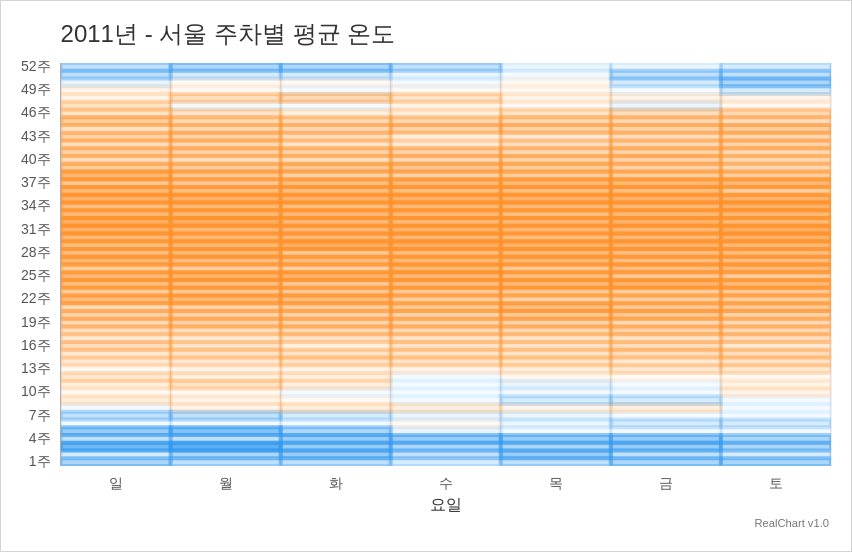 2011년 - 서울 주차별 평균 온도
52주
49주
46주
43주
40주
37주
34주
31주
28주
25주
22주
19주
16주
13주
10주
7주
4주
1주
일 월 화 수 목 금 토
요일
RealChart v1.0